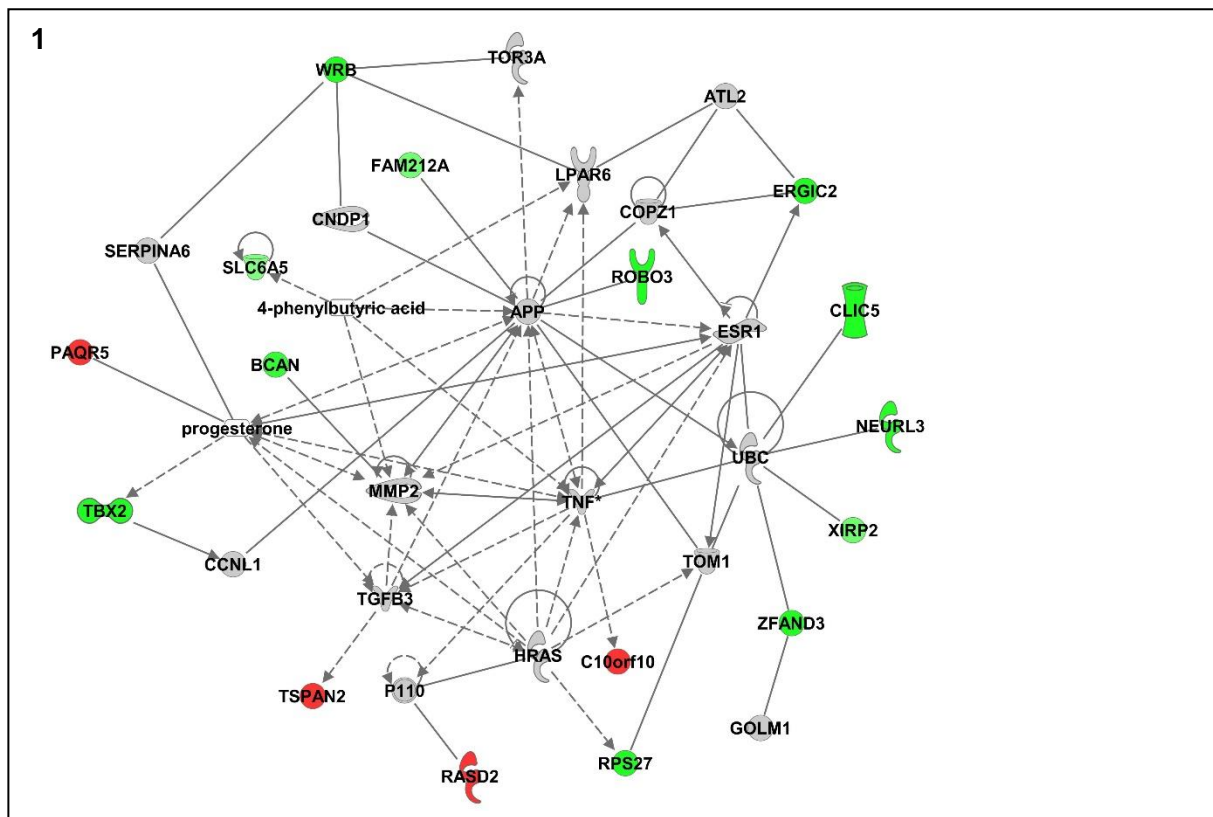 1
TOR3A
WRB
ATL2
FAM212A
LPAR6
ERGIC2
CNDP1
COPZ1
SERPINA6
SLC6A5
ROBO3
4-phenylbutyric acid
APP
CLIC5
ESR1
PAQR5
BCAN
progesterone
NEURL3
UBC
MMP2
TNF*
TBX2
XIRP2
CCNL1
TOM1
TGFB3
ZFAND3
HRAS
C10orf10
TSPAN2
P110
GOLM1
RPS27
RASD2